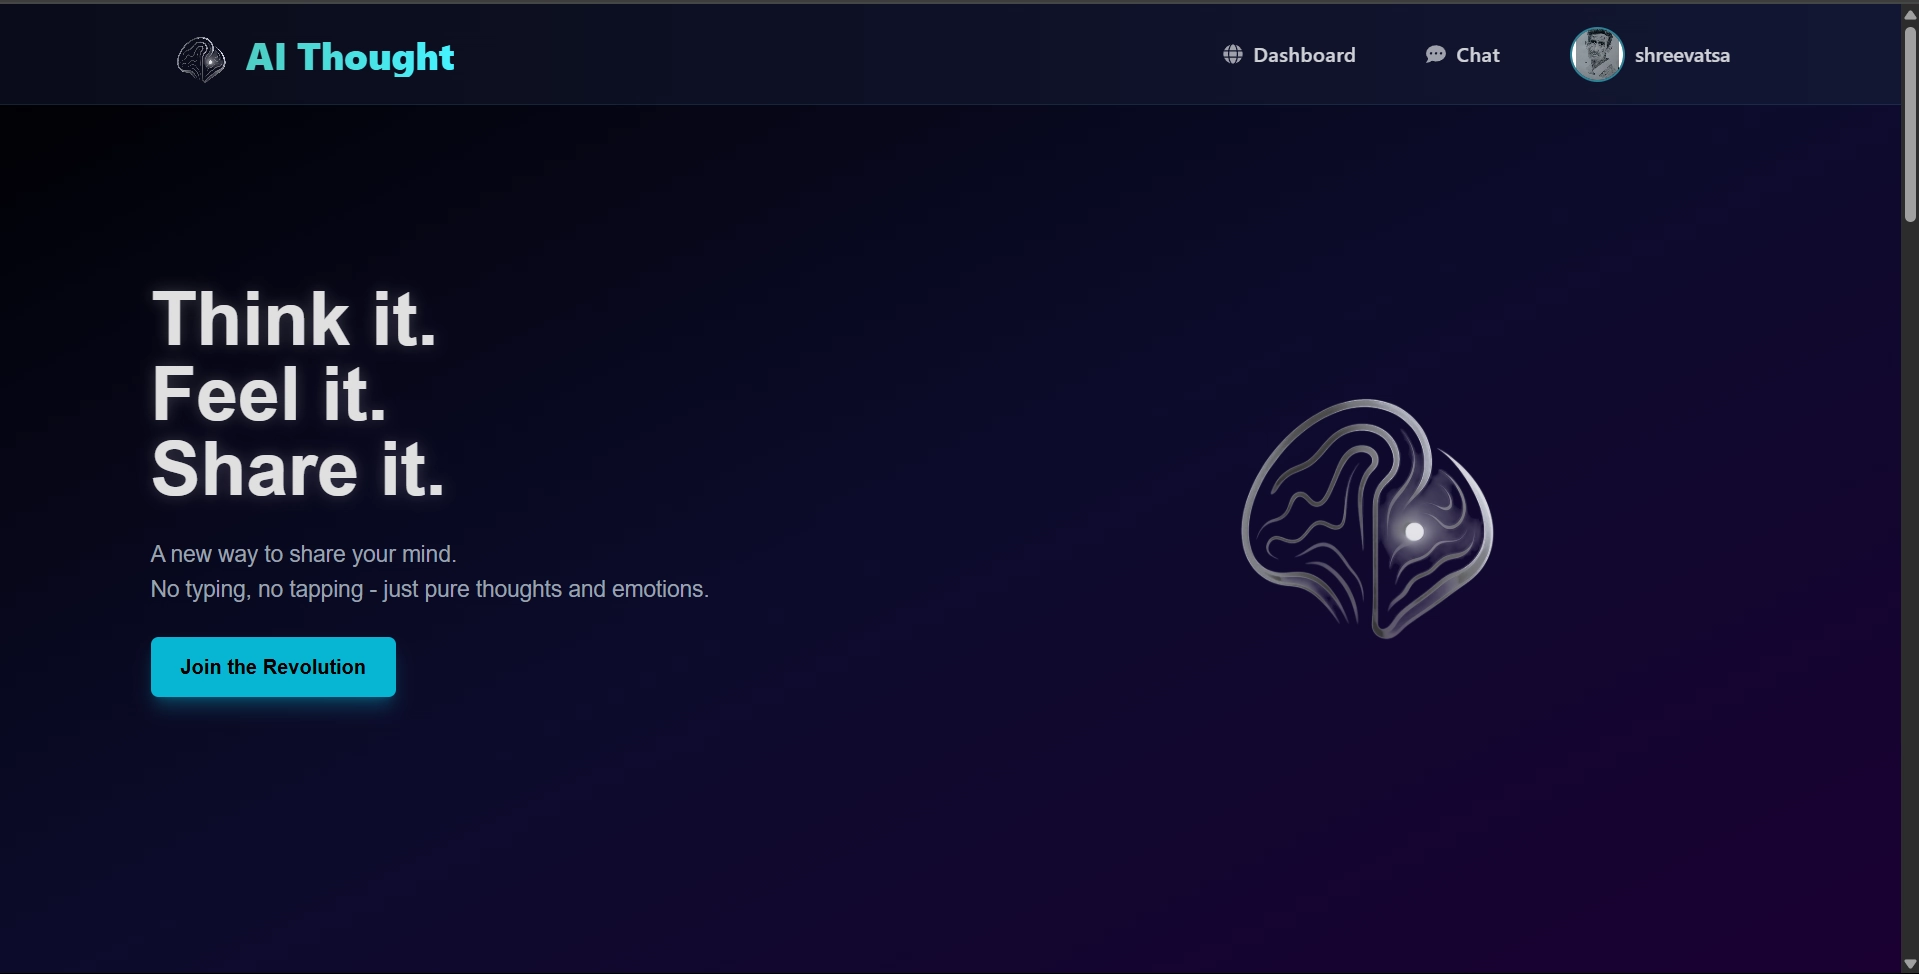 AI Thought
Dashboard
Chat
shreevatsa
Think it.
Feel it.
Share it.
A new way to share your mind.
No typing, no tapping - just pure thoughts and emotions.
Join the Revolution